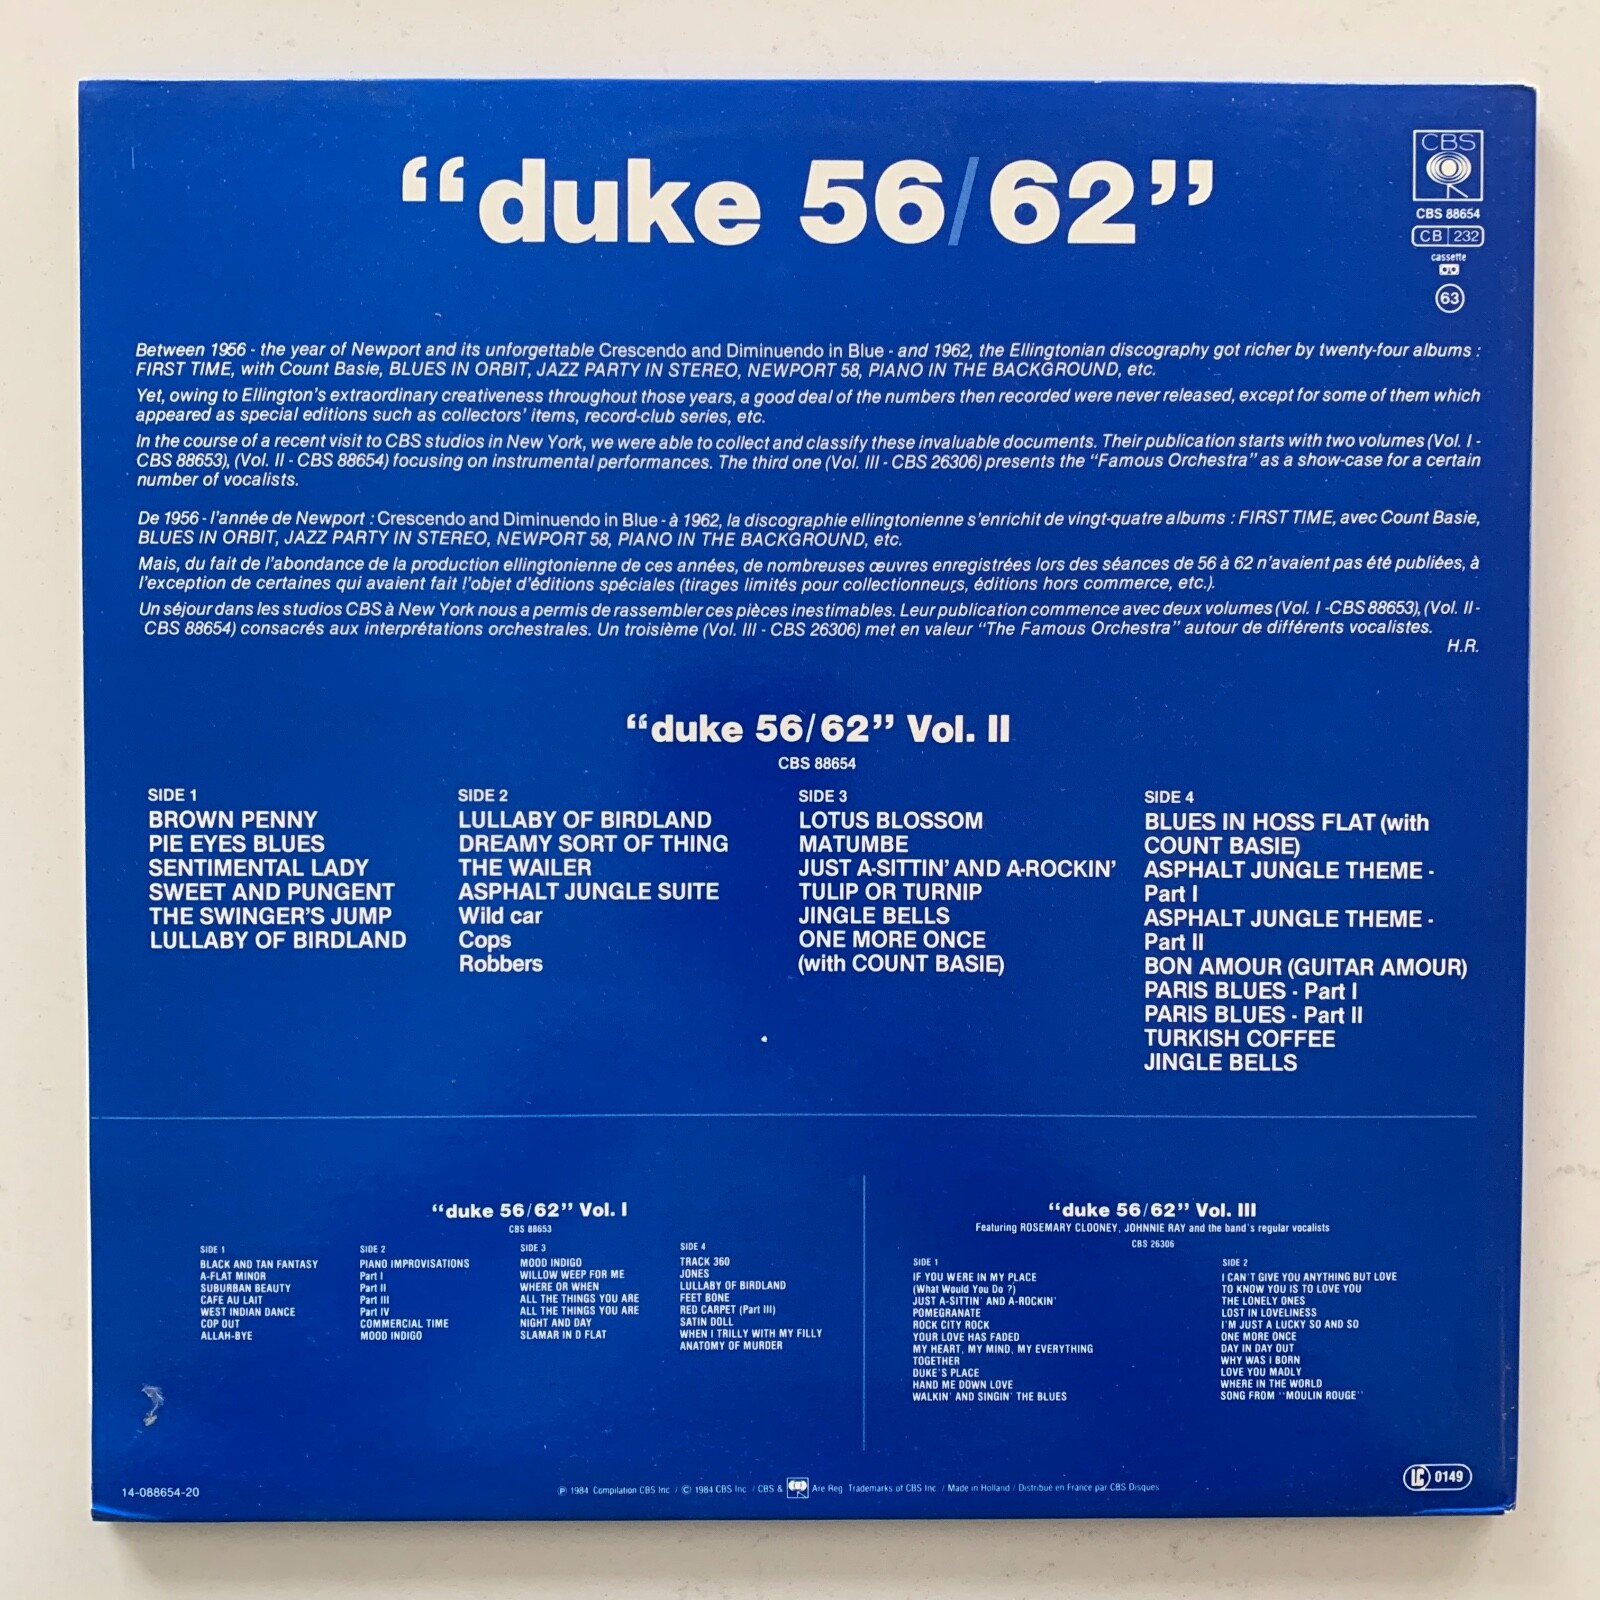 “duke 56/62”
CBS
CBS 88654
CB 232
cassette
63
Between 1956 - the year of Newport and its unforgettable Crescendo and Diminuendo in Blue - and 1962, the Ellingtonian discography got richer by twenty-four albums :
FIRST TIME, with Count Basie, BLUES IN ORBIT, JAZZ PARTY IN STEREO, NEWPORT 58, PIANO IN THE BACKGROUND, etc.
Yet, owing to Ellington's extraordinary creativeness throughout those years, a good deal of the numbers then recorded were never released, except for some of them which
appeared as special editions such as collectors' items, record-club series, etc.
In the course of a recent visit to CBS studios in New York, we were able to collect and classify these invaluable documents. Their publication starts with two volumes (Vol. I -
CBS 88653), (Vol. II - CBS 88654) focusing on instrumental performances. The third one (Vol. III - CBS 26306) presents the “Famous Orchestra” as a show-case for a certain
number of vocalists.
De 1956 - l'année de Newport : Crescendo and Diminuendo in Blue - à 1962, la discographie ellingtonienne s'enrichit de vingt-quatre albums : FIRST TIME, avec Count Basie,
BLUES IN ORBIT, JAZZ PARTY IN STEREO, NEWPORT 58, PIANO IN THE BACKGROUND, etc.
Mais, du fait de l'abondance de la production ellingtonienne de ces années, de nombreuses œuvres enregistrées lors des séances de 56 à 62 n'avaient pas été publiées, à
l'exception de certaines qui avaient fait l'objet d'éditions spéciales (tirages limités pour collectionneurs, éditions hors commerce, etc.).
Un séjour dans les studios CBS à New York nous a permis de rassembler ces pièces inestimables. Leur publication commence avec deux volumes (Vol. I -CBS 88653), (Vol. II -
CBS 88654) consacrés aux interprétations orchestrales. Un troisième (Vol. III - CBS 26306) met en valeur “The Famous Orchestra” autour de différents vocalistes.
H.R.
“duke 56/62” Vol. II
CBS 88654
SIDE 1
BROWN PENNY
PIE EYES BLUES
SENTIMENTAL LADY
SWEET AND PUNGENT
THE SWINGER'S JUMP
LULLABY OF BIRDLAND
SIDE 2
LULLABY OF BIRDLAND
DREAMY SORT OF THING
THE WAILER
ASPHALT JUNGLE SUITE
Wild car
Cops
Robbers
SIDE 3
LOTUS BLOSSOM
MATUMBE
JUST A-SITTIN' AND A-ROCKIN'
TULIP OR TURNIP
JINGLE BELLS
ONE MORE ONCE
(with COUNT BASIE)
SIDE 4
BLUES IN HOSS FLAT (with
COUNT BASIE)
ASPHALT JUNGLE THEME -
Part I
ASPHALT JUNGLE THEME -
Part II
BON AMOUR (GUITAR AMOUR)
PARIS BLUES - Part I
PARIS BLUES - Part II
TURKISH COFFEE
JINGLE BELLS
“duke 56/62” Vol. I
CBS 88653
SIDE 1
BLACK AND TAN FANTASY
A-FLAT MINOR
SUBURBAN BEAUTY
CAFE AU LAIT
WEST INDIAN DANCE
COP OUT
ALLAH-BYE
SIDE 2
PIANO IMPROVISATIONS
Part I
Part II
Part III
Part IV
COMMERCIAL TIME
MOOD INDIGO
SIDE 3
MOOD INDIGO
WILLOW WEEP FOR ME
WHERE OR WHEN
ALL THE THINGS YOU ARE
ALL THE THINGS YOU ARE
NIGHT AND DAY
SLAMAR IN D FLAT
SIDE 4
TRACK 360
JONES
LULLABY OF BIRDLAND
FEET BONE
RED CARPET (Part III)
SATIN DOLL
WHEN I TRILLY WITH MY FILLY
ANATOMY OF MURDER
“duke 56/62” Vol. III
Featuring ROSEMARY CLOONEY, JOHNNIE RAY and the band's regular vocalists
CBS 26306
SIDE 1
IF YOU WERE IN MY PLACE
(What Would You Do ?)
JUST A-SITTIN' AND A-ROCKIN'
POMEGRANATE
ROCK CITY ROCK
YOUR LOVE HAS FADED
MY HEART, MY MIND, MY EVERYTHING
TOGETHER
DUKE'S PLACE
HAND ME DOWN LOVE
WALKIN' AND SINGIN' THE BLUES
SIDE 2
I CAN'T GIVE YOU ANYTHING BUT LOVE
TO KNOW YOU IS TO LOVE YOU
THE LONELY ONES
LOST IN LOVELINESS
I'M JUST A LUCKY SO AND SO
ONE MORE ONCE
DAY IN DAY OUT
WHY WAS I BORN
LOVE YOU MADLY
WHERE IN THE WORLD
SONG FROM “MOULIN ROUGE”
14-088654-20
Ⓟ 1984 Compilation CBS Inc / © 1984 CBS Inc / CBS & Are Reg Trademarks of CBS Inc / Made in Holland / Distribué en France par CBS Disques
LC 0149